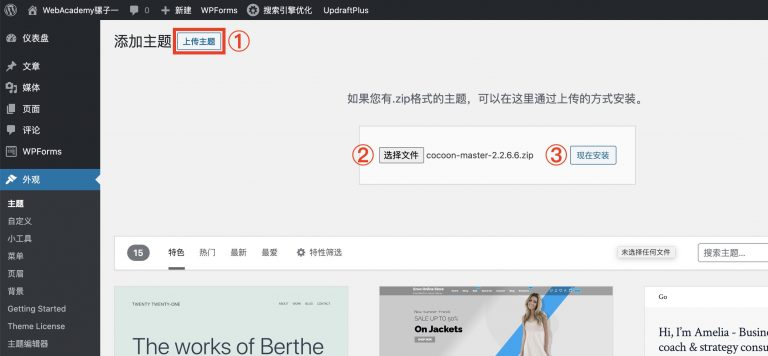 WebAcademy骡子一 0 新建 WPForms 搜索引擎优化 UpdraftPlus
仪表盘
文章
媒体
页面
评论
WPForms
外观
主题
自定义
小工具
菜单
页眉
背景
Getting Started
Theme License
主题编辑器
添加主题 上传主题 ①
如果您有.zip格式的主题,可以在这里通过上传的方式安装。
② 选择文件 cocoon-master-2.2.6.6.zip ③ 现在安装
15 特色 热门 最新 最爱 特性筛选 未选择任何文件 搜索主题...
TWENTY TWENTY-ONE ABOUT WORK BLOG CONTACT
The works of Berthe
New Summer Friendly
SALE UP TO 50%
On Jackets
SHOP NOW
Go
Hi, I'm Amelia - Busines
coach & strategy consu